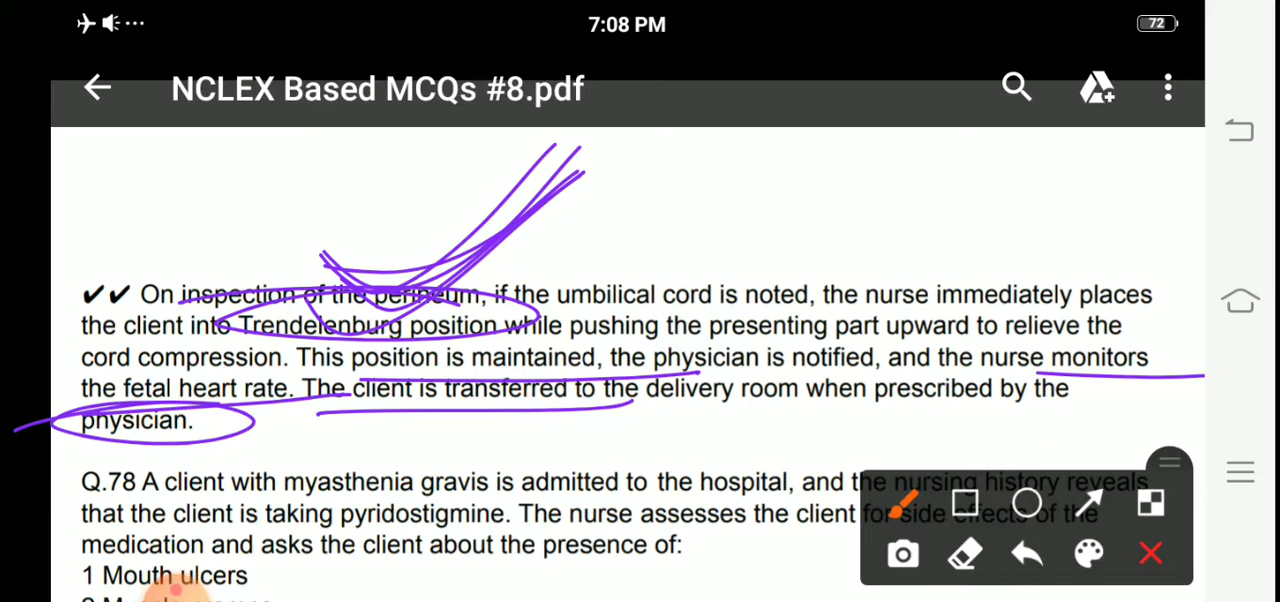 7:08 PM
72
NCLEX Based MCQs #8.pdf
✔✔ On inspection of the perineum, if the umbilical cord is noted, the nurse immediately places
the client into Trendelenburg position while pushing the presenting part upward to relieve the
cord compression. This position is maintained, the physician is notified, and the nurse monitors
the fetal heart rate. The client is transferred to the delivery room when prescribed by the
physician.
Q.78 A client with myasthenia gravis is admitted to the hospital, and the nursing history reveals
that the client is taking pyridostigmine. The nurse assesses the client for side effects of the
medication and asks the client about the presence of:
1 Mouth ulcers